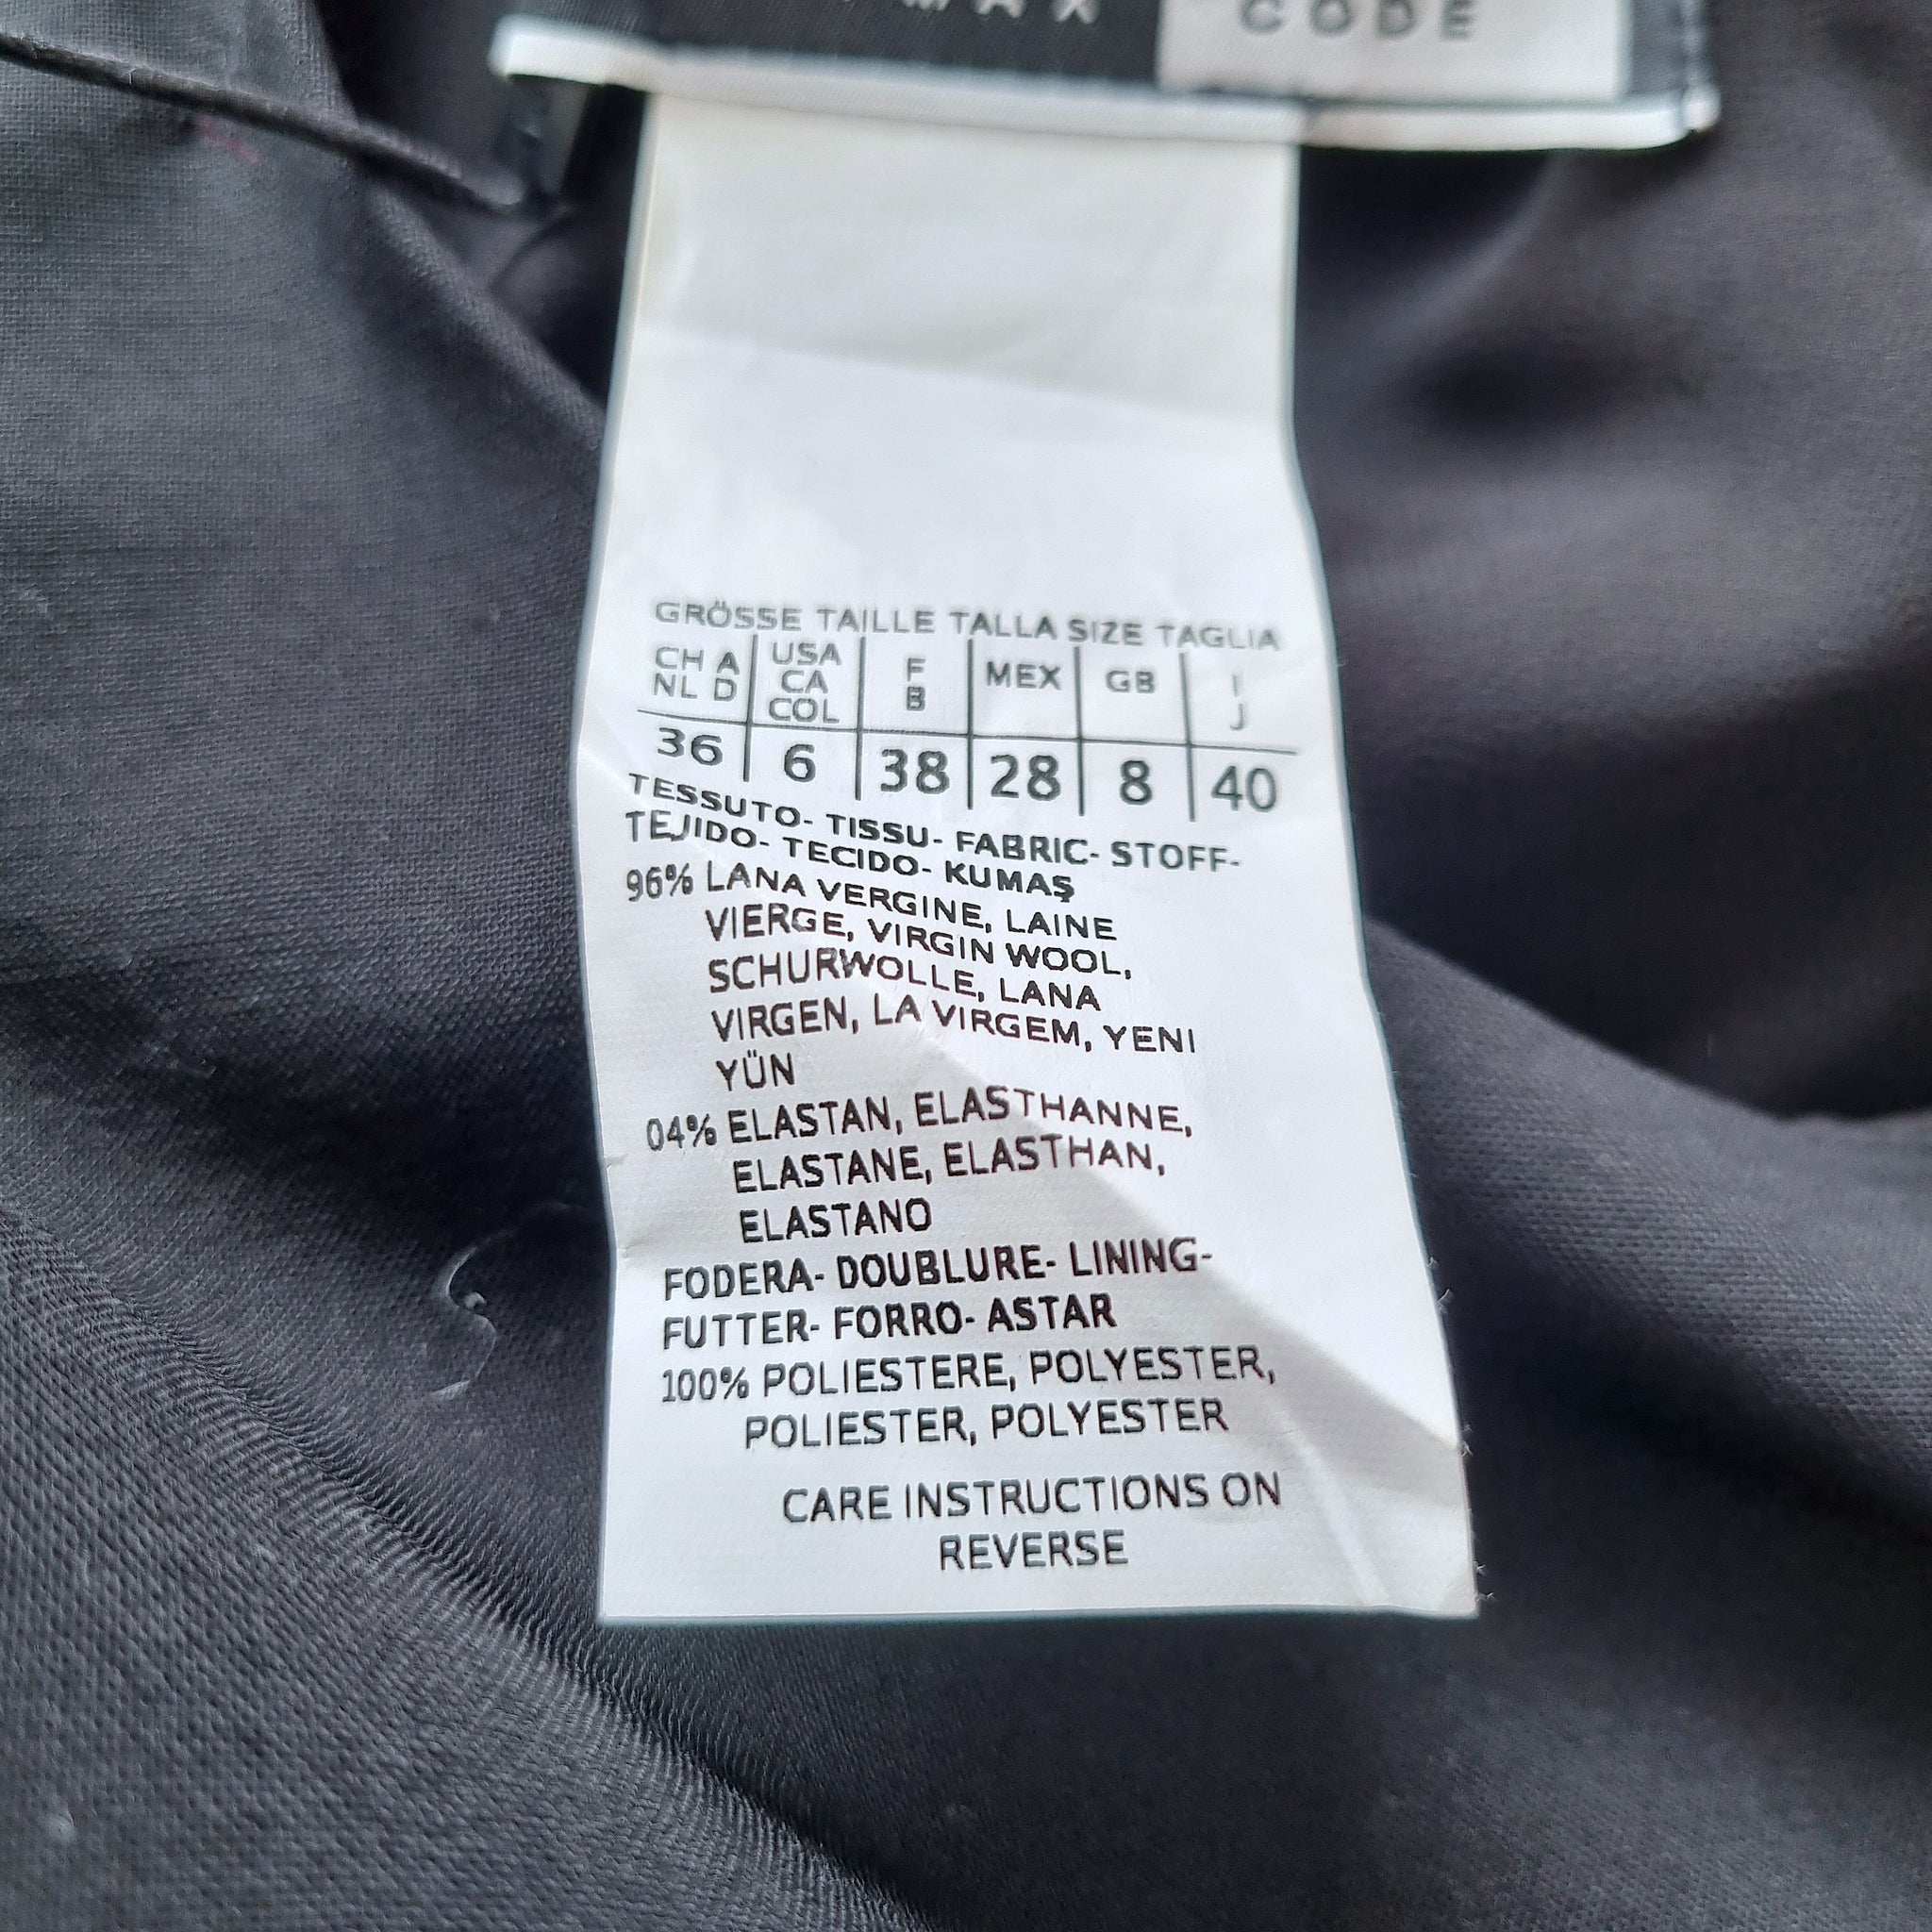 MAX CODE
GRÖSSE TAILLE TALLA SIZE TAGLIA
CH A NL D USA CA COL F B MEX GB I J
36 6 38 28 8 40
TESSUTO- TISSU- FABRIC- STOFF-
TEJIDO- TECIDO- KUMAŞ
96% LANA VERGINE, LAINE
VIERGE, VIRGIN WOOL,
SCHURWOLLE, LANA
VIRGEN, LA VIRGEM, YENI
YÜN
04% ELASTAN, ELASTHANNE,
ELASTANE, ELASTHAN,
ELASTANO
FODERA- DOUBLURE- LINING-
FUTTER- FORRO- ASTAR
100% POLIESTERE, POLYESTER,
POLIESTER, POLYESTER
CARE INSTRUCTIONS ON
REVERSE